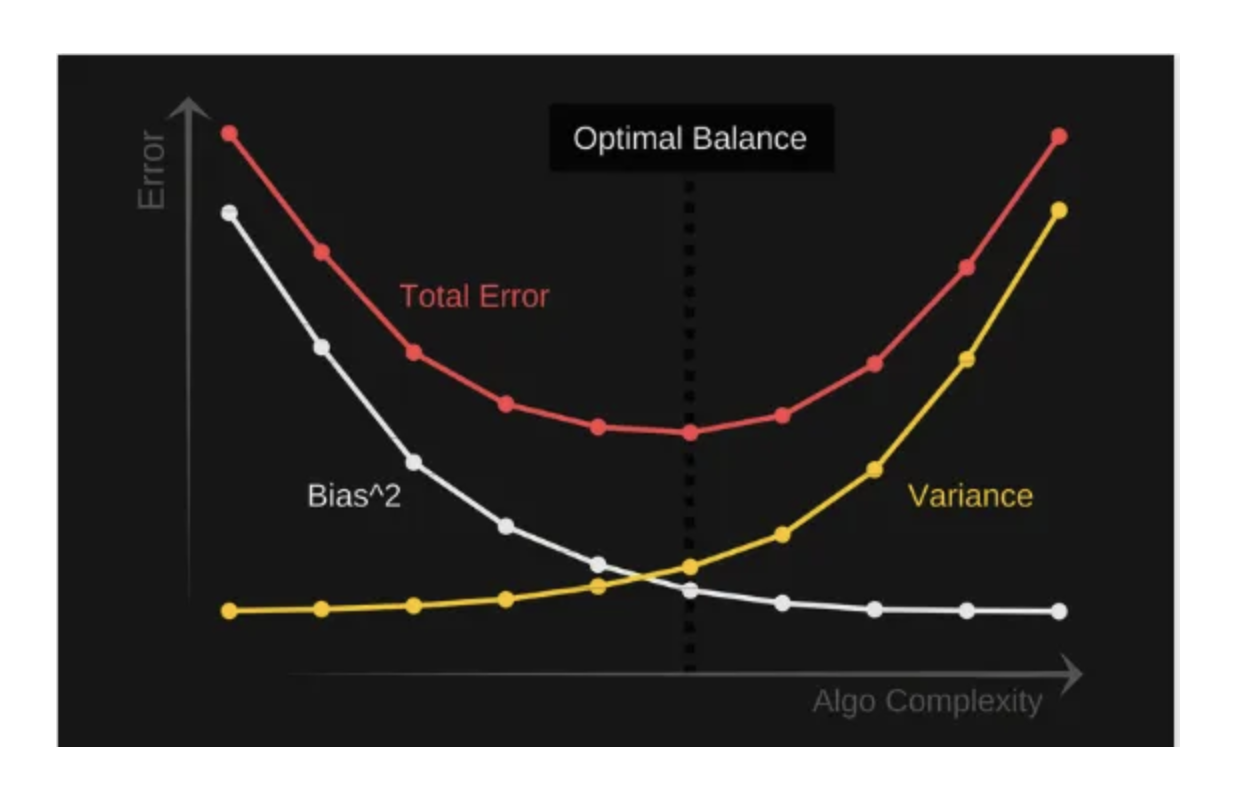 Error
Optimal Balance
Total Error
Bias^2
Variance
Algo Complexity